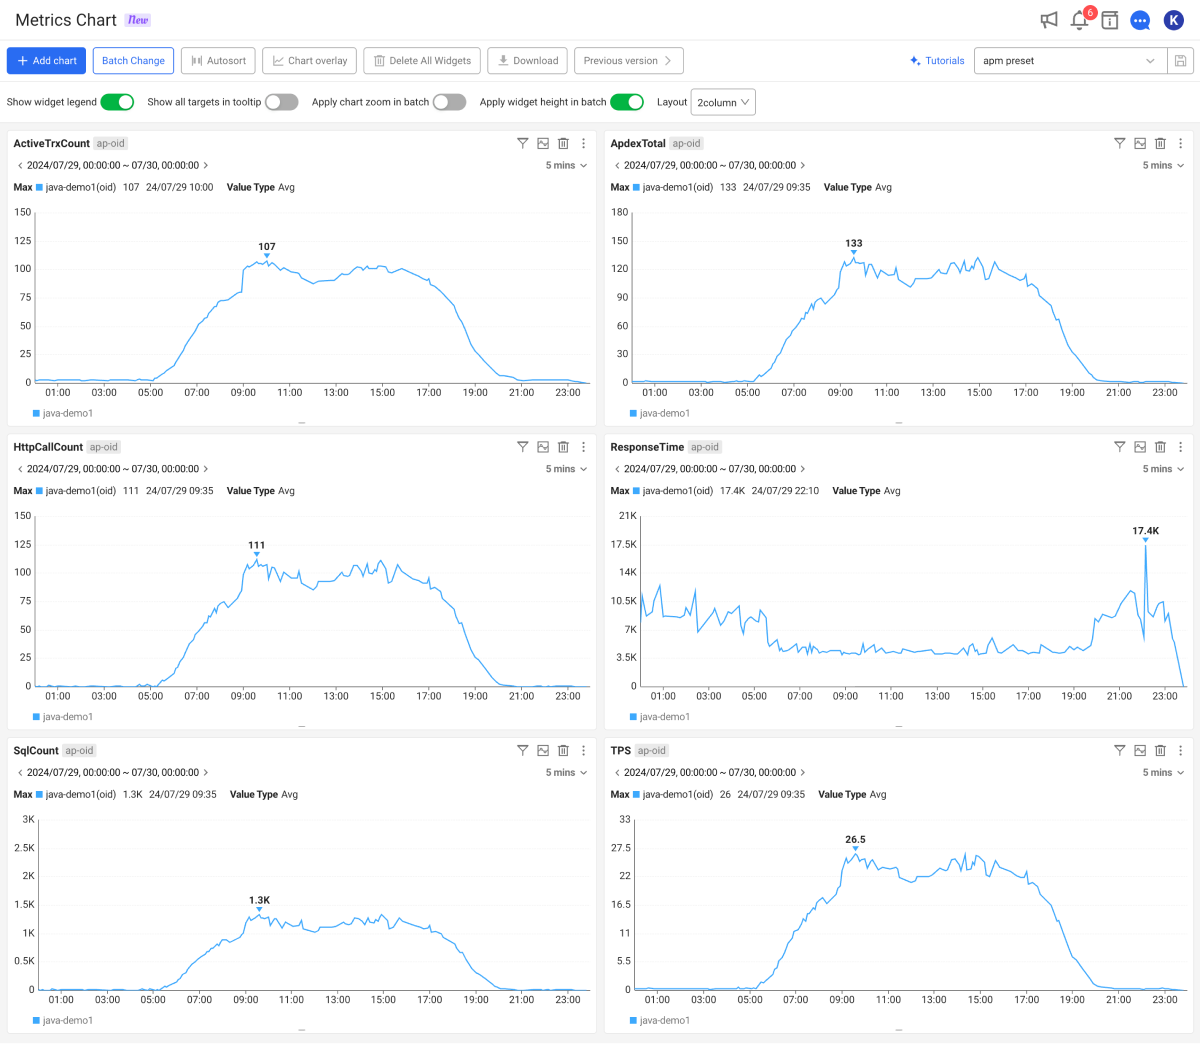 Metrics Chart New
6
K
Add chart Batch Change Autosort Chart overlay Delete All Widgets Download Previous version Tutorials apm preset
Show widget legend Show all targets in tooltip Apply chart zoom in batch Apply widget height in batch Layout 2column
ActiveTrxCount ap-oid
2024/07/29, 00:00:00 ~ 07/30, 00:00:00 5 mins
Max java-demo1(oid) 107 24/07/29 10:00 Value Type Avg
150
125
107
100
75
50
25
0
01:00 03:00 05:00 07:00 09:00 11:00 13:00 15:00 17:00 19:00 21:00 23:00
java-demo1
ApdexTotal ap-oid
2024/07/29, 00:00:00 ~ 07/30, 00:00:00 5 mins
Max java-demo1(oid) 133 24/07/29 09:35 Value Type Avg
180
150
133
120
90
60
30
0
01:00 03:00 05:00 07:00 09:00 11:00 13:00 15:00 17:00 19:00 21:00 23:00
java-demo1
HttpCallCount ap-oid
2024/07/29, 00:00:00 ~ 07/30, 00:00:00 5 mins
Max java-demo1(oid) 111 24/07/29 09:35 Value Type Avg
150
125
111
100
75
50
25
0
01:00 03:00 05:00 07:00 09:00 11:00 13:00 15:00 17:00 19:00 21:00 23:00
java-demo1
ResponseTime ap-oid
2024/07/29, 00:00:00 ~ 07/30, 00:00:00 5 mins
Max java-demo1(oid) 17.4K 24/07/29 22:10 Value Type Avg
21K
17.4K
17.5K
14K
10.5K
7K
3.5K
0
01:00 03:00 05:00 07:00 09:00 11:00 13:00 15:00 17:00 19:00 21:00 23:00
java-demo1
SqlCount ap-oid
2024/07/29, 00:00:00 ~ 07/30, 00:00:00 5 mins
Max java-demo1(oid) 1.3K 24/07/29 09:35 Value Type Avg
3K
2.5K
2K
1.3K
1.5K
1K
0.5K
0
01:00 03:00 05:00 07:00 09:00 11:00 13:00 15:00 17:00 19:00 21:00 23:00
java-demo1
TPS ap-oid
2024/07/29, 00:00:00 ~ 07/30, 00:00:00 5 mins
Max java-demo1(oid) 26 24/07/29 09:35 Value Type Avg
33
26.5
27.5
22
16.5
11
5.5
0
01:00 03:00 05:00 07:00 09:00 11:00 13:00 15:00 17:00 19:00 21:00 23:00
java-demo1